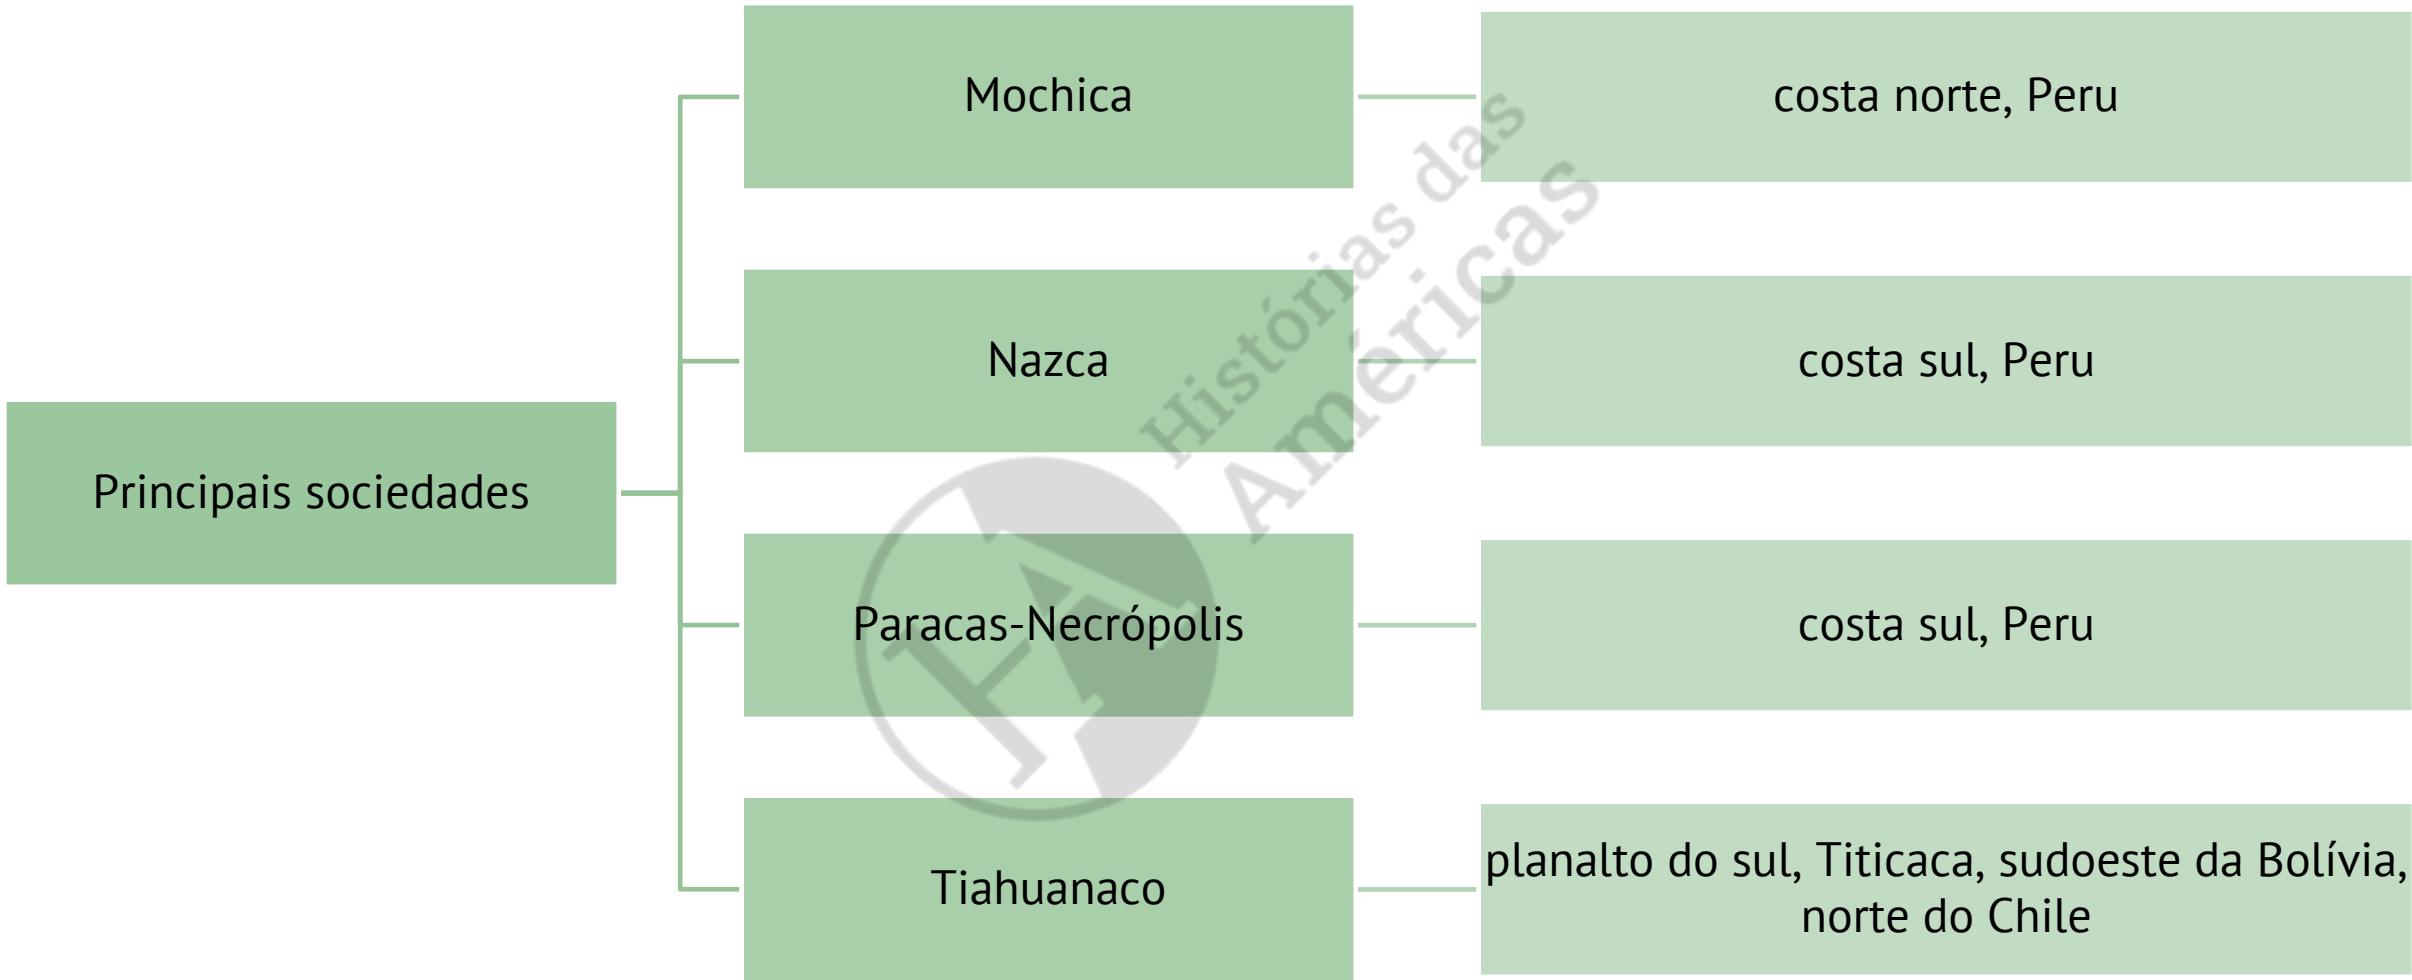 Principais sociedades
Mochica
costa norte, Peru
Nazca
costa sul, Peru
Paracas-Necrópolis
costa sul, Peru
Tiahuanaco
planalto do sul, Titicaca, sudoeste da Bolívia,
norte do Chile
Histórias das
Américas
HA